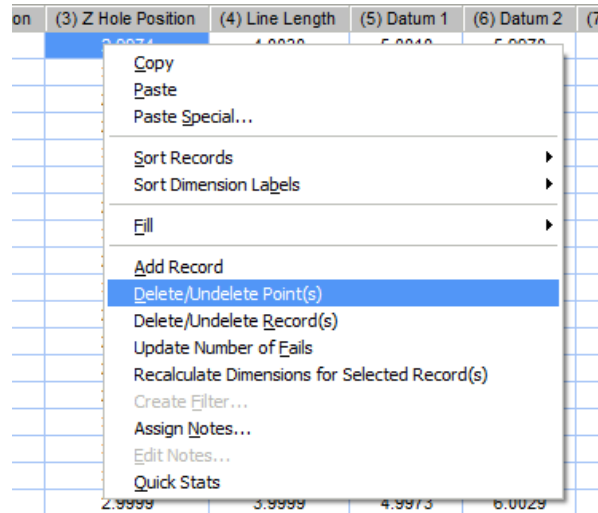 on (3) Z Hole Position (4) Line Length (5) Datum 1 (6) Datum 2 (7
Copy
Paste
Paste Special...
Sort Records
Sort Dimension Labels
Fill
Add Record
Delete/Undelete Point(s)
Delete/Undelete Record(s)
Update Number of Fails
Recalculate Dimensions for Selected Record(s)
Create Filter...
Assign Notes...
Edit Notes...
Quick Stats
2.9999 3.9999 4.9973 6.0029